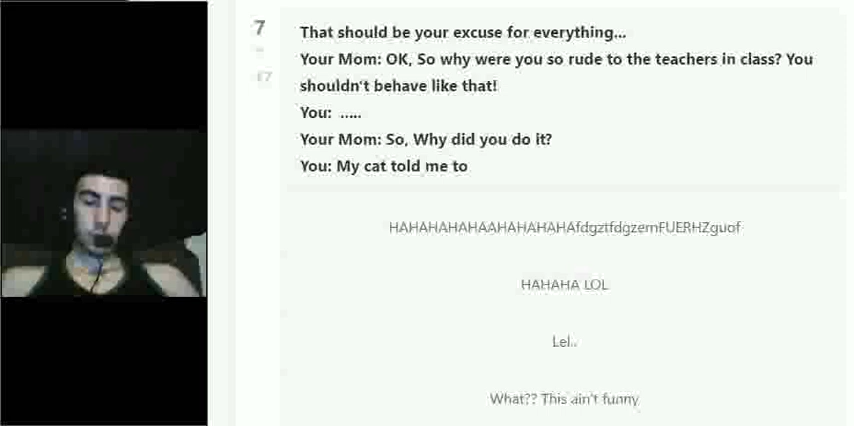 7
That should be your excuse for everything...
Your Mom: OK, So why were you so rude to the teachers in class? You
shouldn't behave like that!
You: .....
Your Mom: So, Why did you do it?
You: My cat told me to
HAHAHAHAHAAHAHAHAHAfdgztfdgzemFUERHZguof
HAHAHA LOL
Lel..
What?? This ain't funny